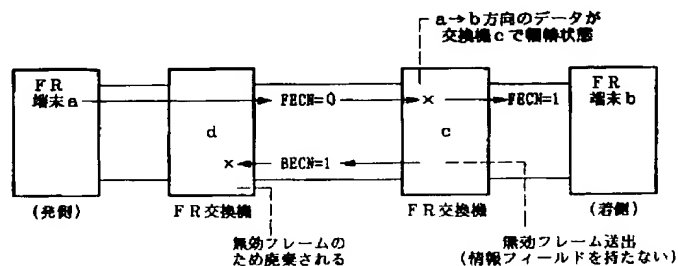 a→b方向のデータが
交換機cで輻輳状態
FR
端末a
FECN=0
×
FECN=1
FR
端末b
d
c
×
BECN=1
(発側)
FR交換機
FR交換機
(着側)
無効フレームの
ため廃棄される
無効フレーム送出
(情報フィールドを持たない)